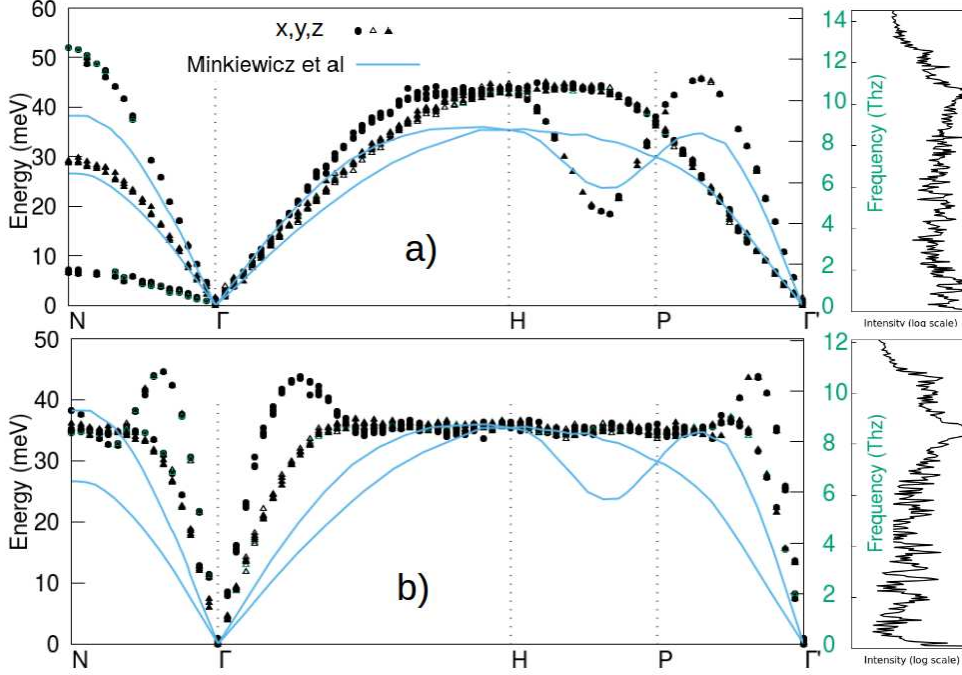 60
50
40
30
20
10
0
Energy (meV)
x,y,z
Minkiewicz et al
a)
N
Γ
H
P
Γ'
14
12
10
8
6
4
2
0
Frequency (Thz)
Intensity (log scale)
50
40
30
20
10
0
Energy (meV)
b)
N
Γ
H
P
Γ'
12
10
8
6
4
2
0
Frequency (Thz)
Intensity (log scale)